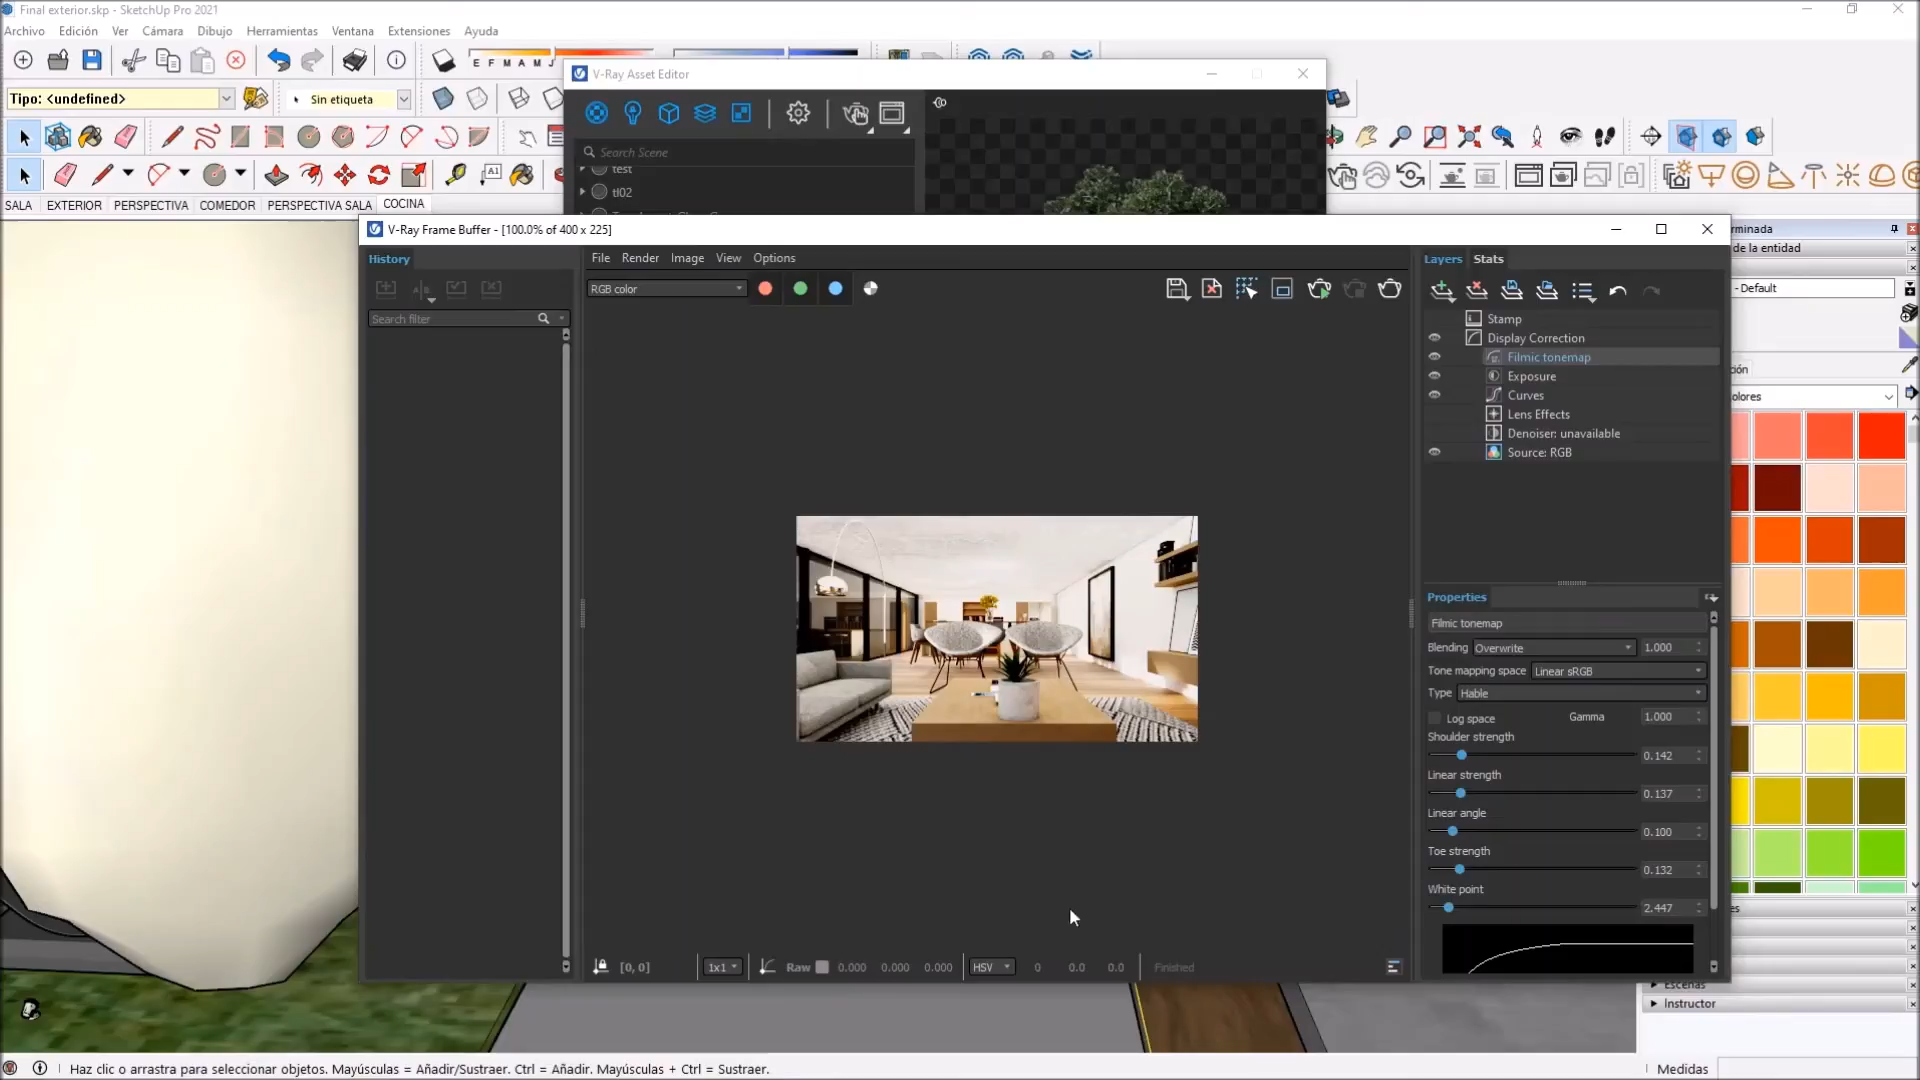 Final exterior.skp - SketchUp Pro 2021
Archivo Edición Ver Cámara Dibujo Herramientas Ventana Extensiones Ayuda
E F M A M J
Tipo: <undefined>
Sin etiqueta
V-Ray Asset Editor
Search Scene
test
tl02
SALA EXTERIOR PERSPECTIVA COMEDOR PERSPECTIVA SALA COCINA
V-Ray Frame Buffer - [100.0% of 400 x 225]
History
File Render Image View Options
RGB color
Search filter
Layers Stats
Stamp
Display Correction
Filmic tonemap
Exposure
Curves
Lens Effects
Denoiser: unavailable
Source: RGB
Properties
Filmic tonemap
Blending Overwrite 1.000
Tone mapping space Linear sRGB
Type Hable
Log space Gamma 1.000
Shoulder strength
0.142
Linear strength
0.137
Linear angle
0.100
Toe strength
0.132
White point
2.447
[0, 0] 1x1 Raw 0.000 0.000 0.000 HSV 0 0.0 0.0 Finished
rminada
de la entidad
- Default
ción
olores
es
Escenas
Instructor
Haz clic o arrastra para seleccionar objetos. Mayúsculas = Añadir/Sustraer. Ctrl = Añadir. Mayúsculas + Ctrl = Sustraer.
Medidas